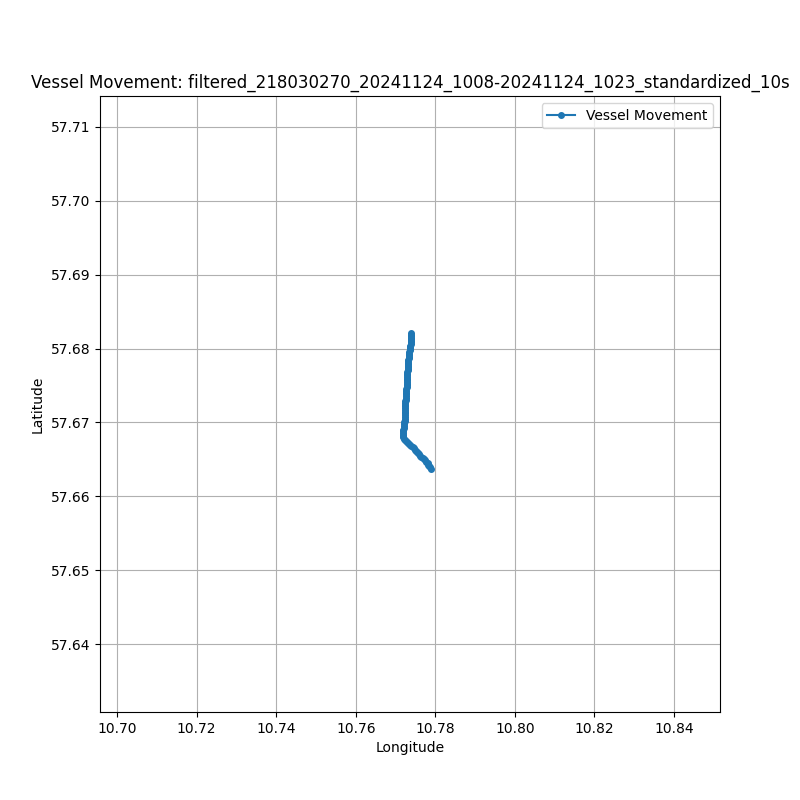 Vessel Movement: filtered_218030270_20241124_1008-20241124_1023_standardized_10s
Vessel Movement
57.71
57.70
57.69
57.68
57.67
57.66
57.65
57.64
Latitude
10.70 10.72 10.74 10.76 10.78 10.80 10.82 10.84
Longitude